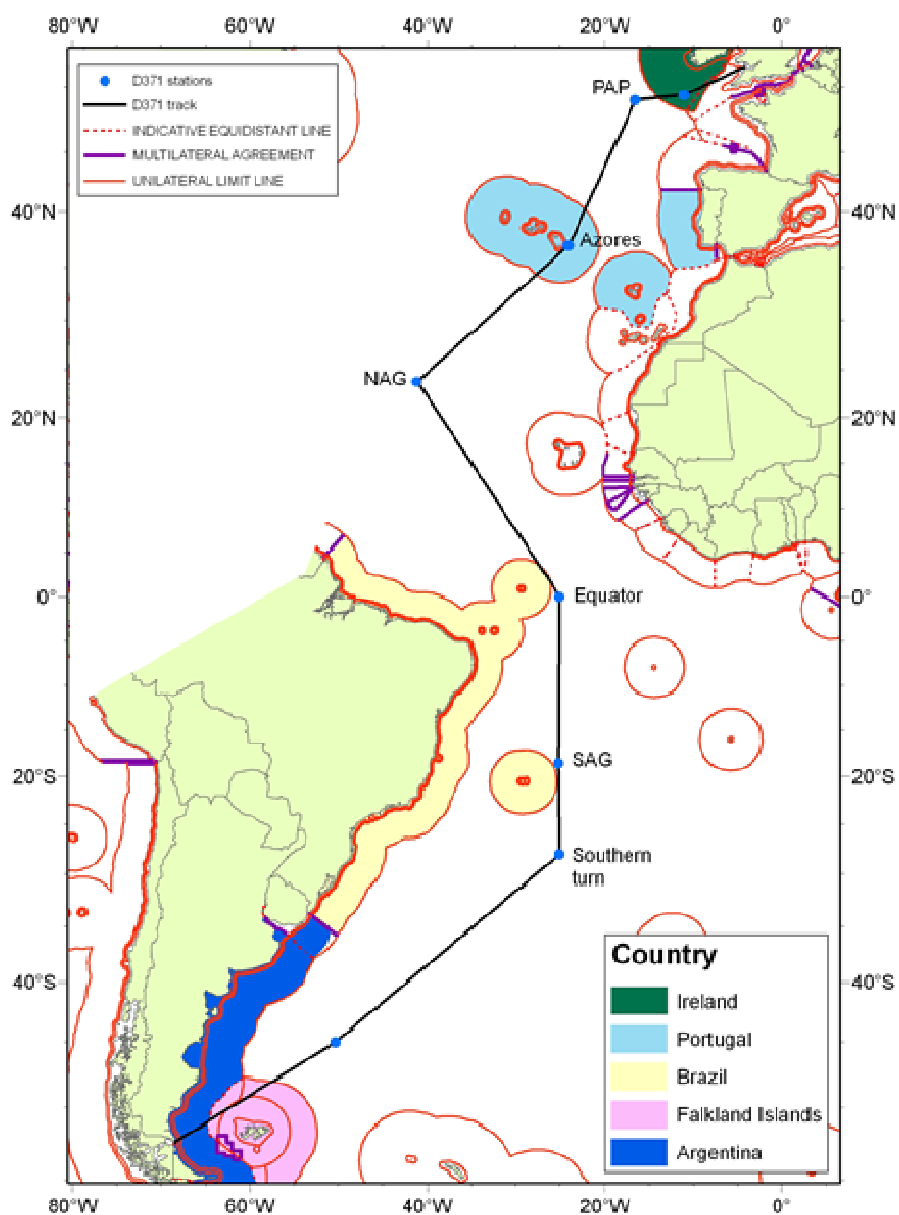 80°W 60°W 40°W 20°W 0°
D371 stations
D371 track
INDICATIVE EQUIDISTANT LINE
MULTILATERAL AGREEMENT
UNILATERAL LIMIT LINE
PAP
40°N 40°N
Azores
NAG
20°N 20°N
0° Equator 0°
SAG
20°S 20°S
Southern
turn
40°S 40°S
Country
Ireland
Portugal
Brazil
Falkland Islands
Argentina
80°W 60°W 40°W 20°W 0°